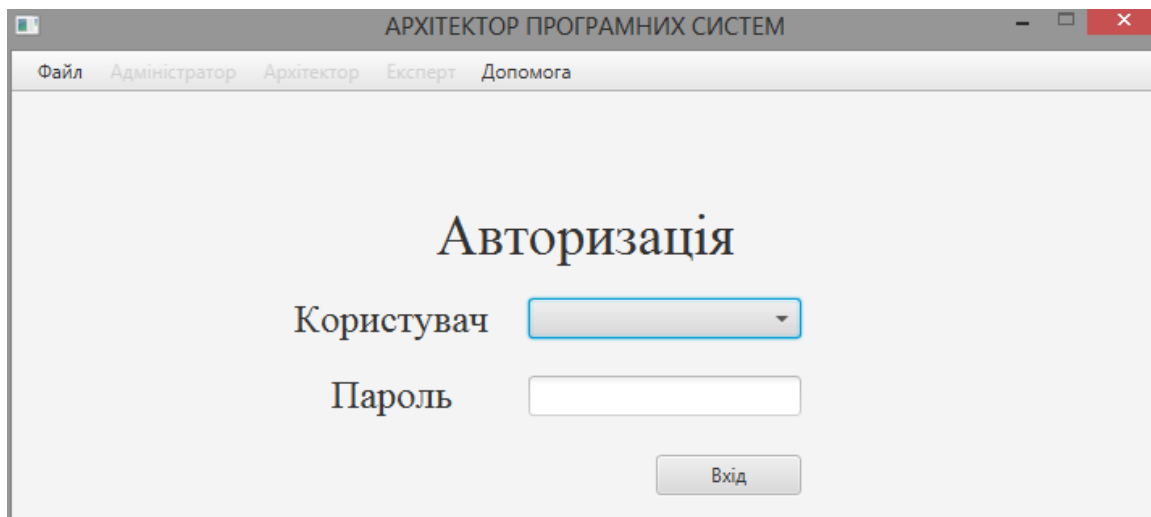 АРХІТЕКТОР ПРОГРАМНИХ СИСТЕМ
Файл Адміністратор Архітектор Експерт Допомога
Авторизація
Користувач
Пароль
Вхід